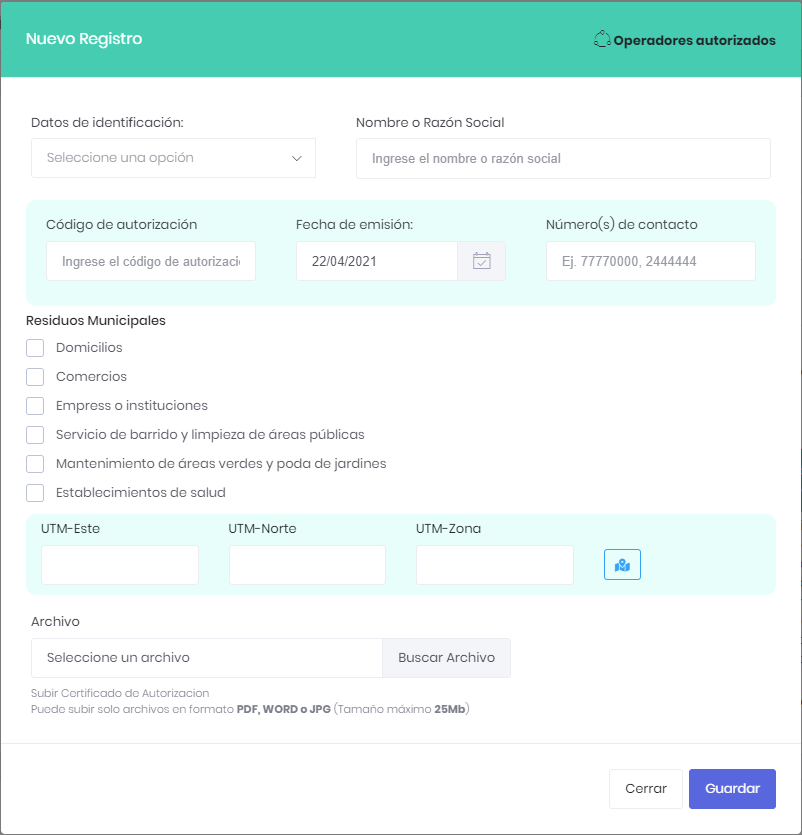 Nuevo Registro
Operadores autorizados
Datos de identificación:
Nombre o Razón Social
Seleccione una opción
Ingrese el nombre o razón social
Código de autorización
Fecha de emisión:
Número(s) de contacto
Ingrese el código de autorizaci
22/04/2021
Ej. 77770000, 2444444
Residuos Municipales
Domicilios
Comercios
Empress o instituciones
Servicio de barrido y limpieza de áreas públicas
Mantenimiento de áreas verdes y poda de jardines
Establecimientos de salud
UTM-Este
UTM-Norte
UTM-Zona
Archivo
Seleccione un archivo
Buscar Archivo
Subir Certificado de Autorizacion
Puede subir solo archivos en formato PDF, WORD o JPG (Tamaño máximo 25Mb)
Cerrar
Guardar